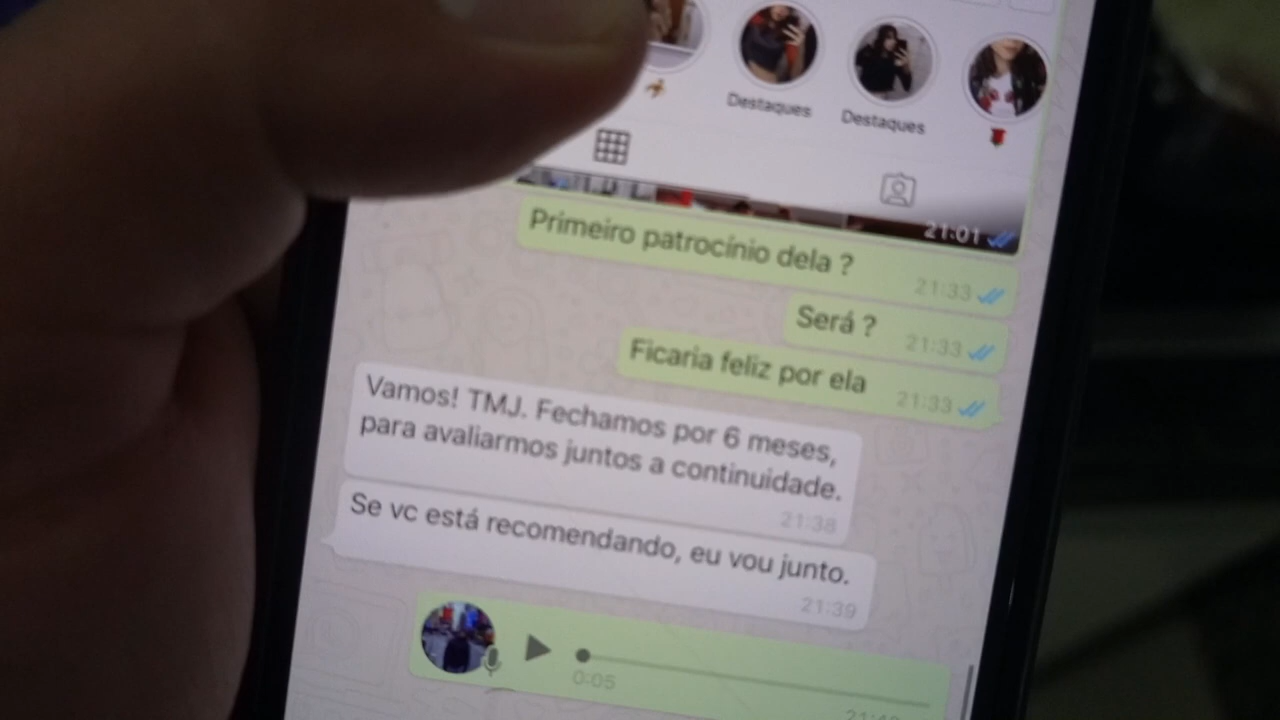 Destaques
Destaques
21:01
Primeiro patrocínio dela ?
21:33
Será ?
21:33
Ficaria feliz por ela
21:33
Vamos! TMJ. Fechamos por 6 meses,
para avaliarmos juntos a continuidade.
21:38
Se vc está recomendando, eu vou junto.
21:39
0:05